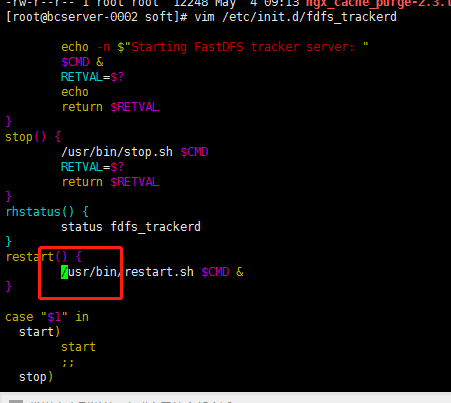 -rw-r--r-- 1 root root 12248 May  4 09:13 ngx_cache_purge-2.3.t
[root@bcserver-0002 soft]# vim /etc/init.d/fdfs_trackerd
echo -n $"Starting FastDFS tracker server: "
$CMD &
RETVAL=$?
echo
return $RETVAL
}
stop() {
/usr/bin/stop.sh $CMD
RETVAL=$?
return $RETVAL
}
rhstatus() {
status fdfs_trackerd
}
restart() {
/usr/bin/restart.sh $CMD &
}
case "$1" in
start)
start
;;
stop)